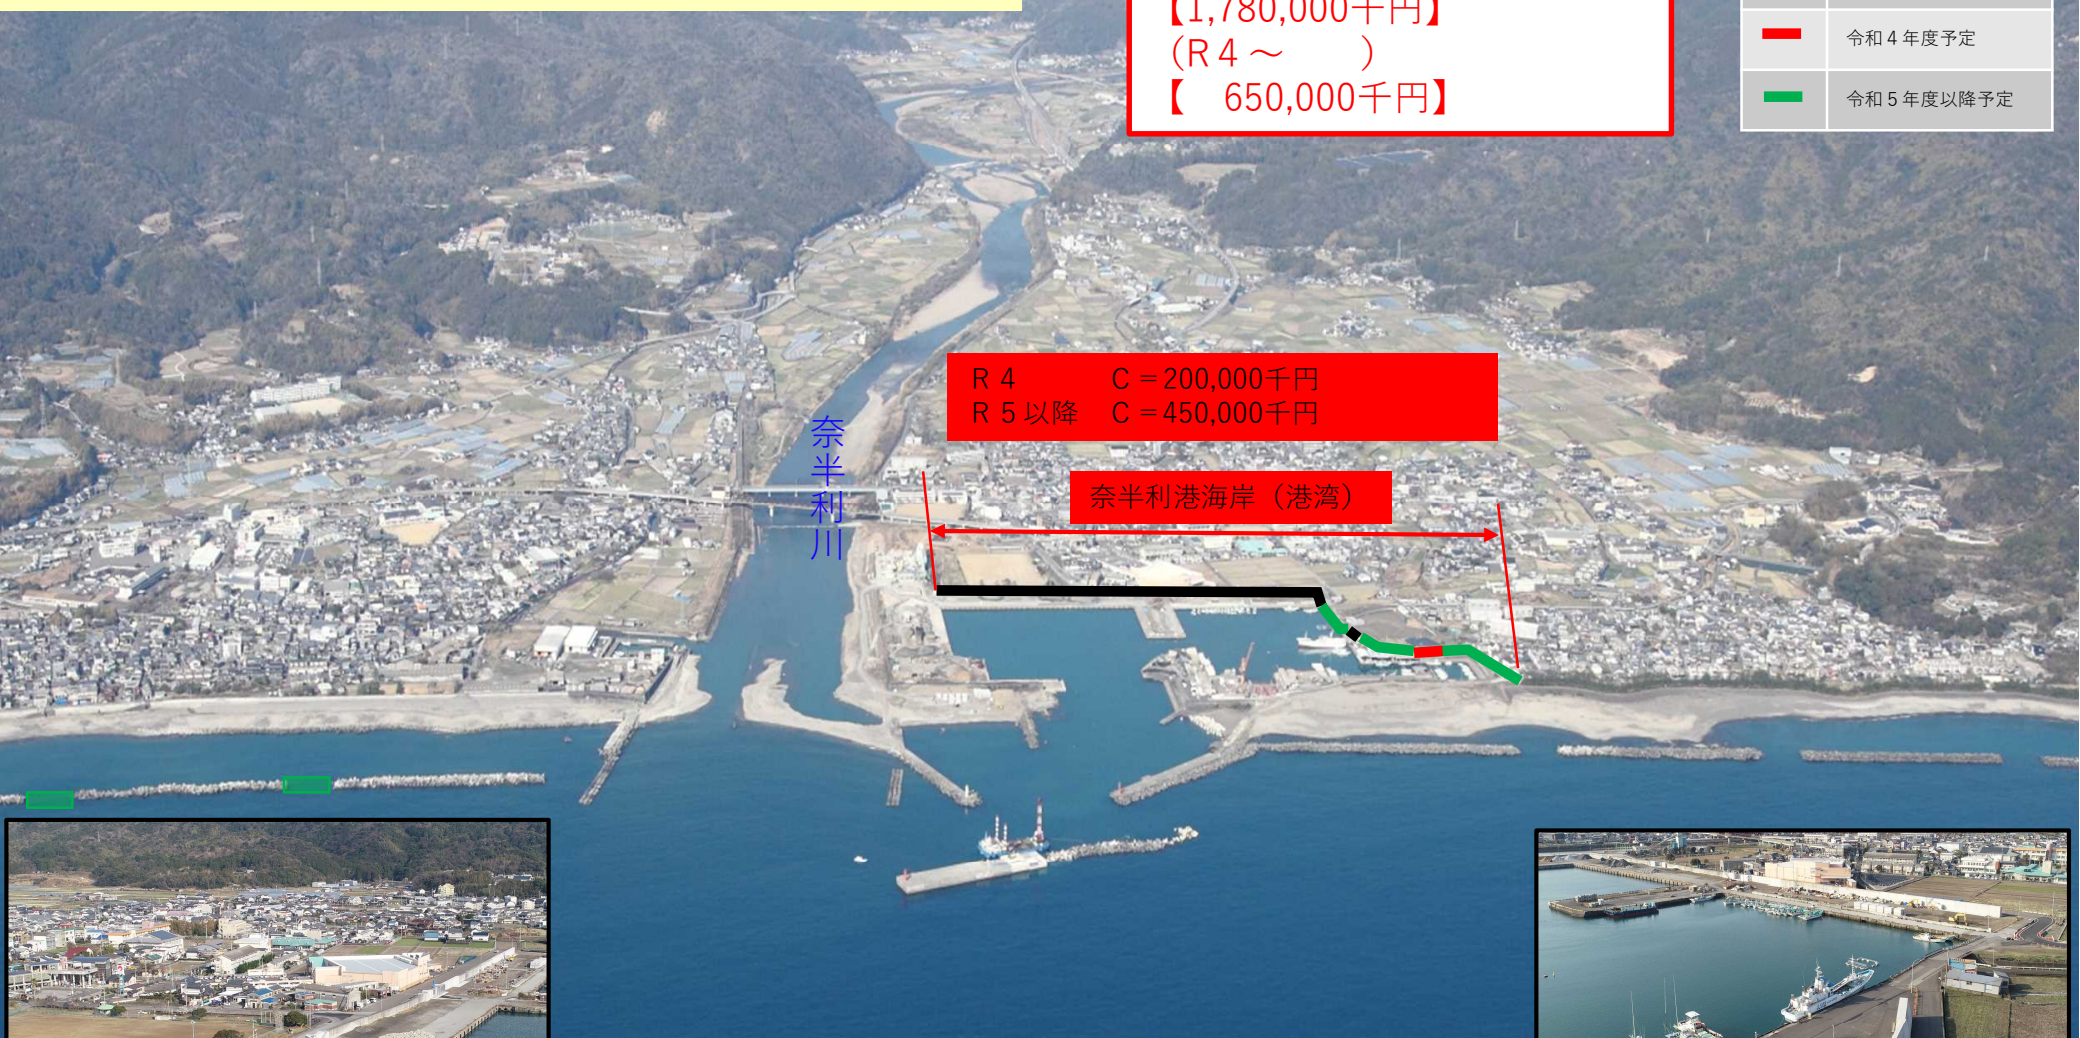 【1,780,000千円】
（R４～　　）
【　650,000千円】
令和４年度予定
令和５年度以降予定
R ４　　　C＝200,000千円
R ５以降　C＝450,000千円
奈半利川
奈半利港海岸（港湾）